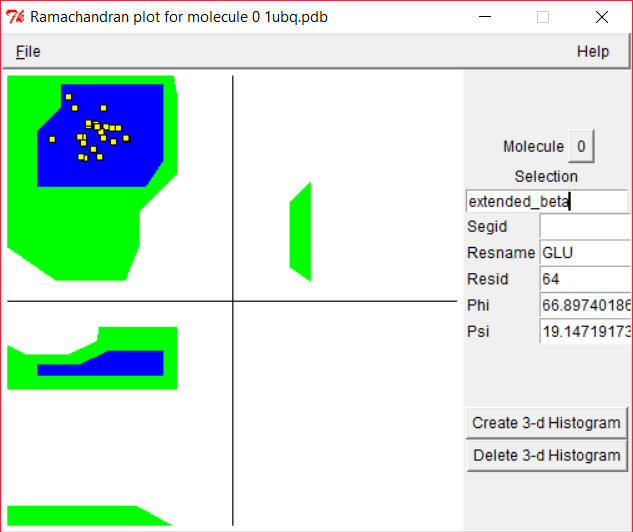 Ramachandran plot for molecule 0 1ubq.pdb
File Help
Molecule 0
Selection
extended_beta
Segid
Resname GLU
Resid 64
Phi 66.89740186
Psi 19.14719173
Create 3-d Histogram
Delete 3-d Histogram